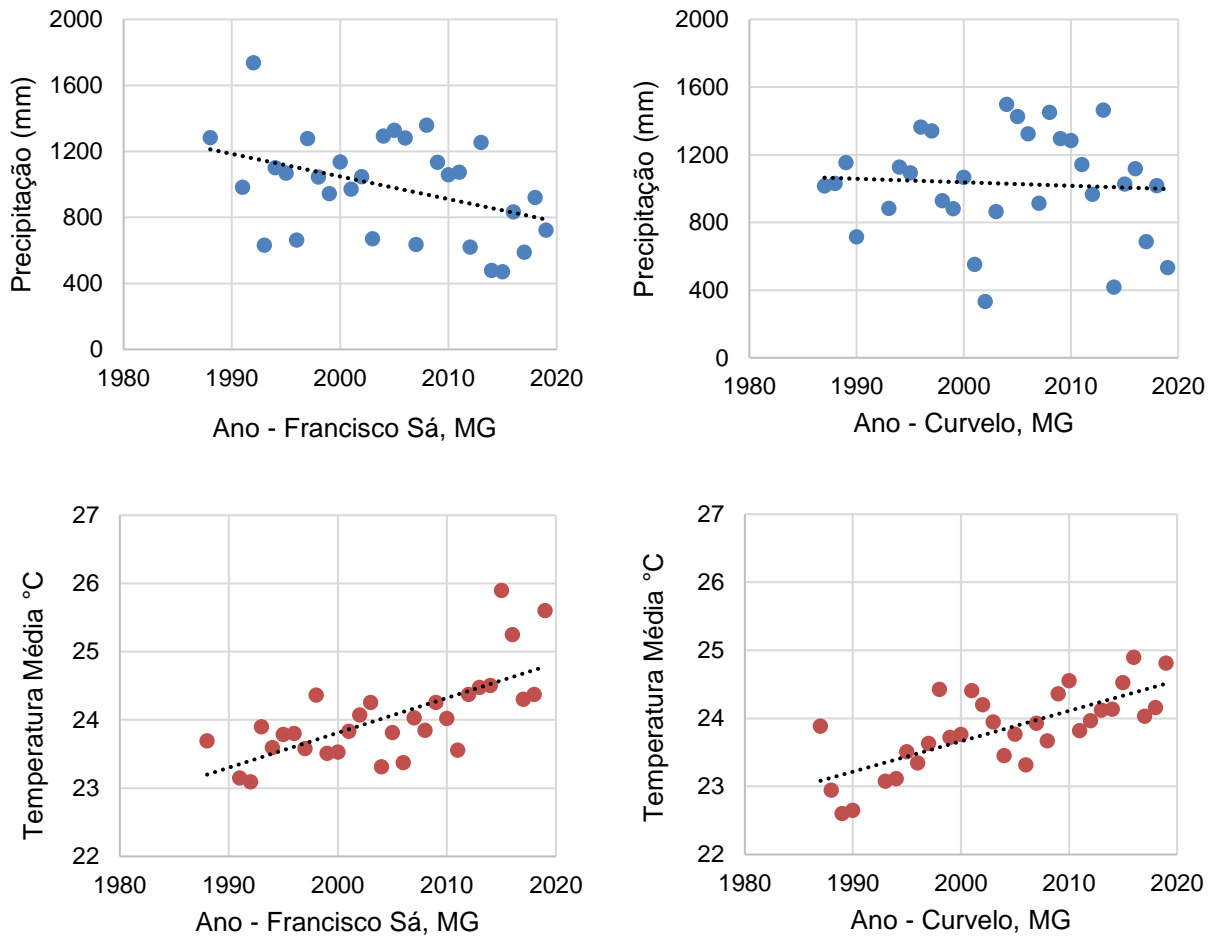 Precipitação (mm)
2000
1600
1200
800
400
0
1980 1990 2000 2010 2020
Ano - Francisco Sá, MG
Precipitação (mm)
2000
1600
1200
800
400
0
1980 1990 2000 2010 2020
Ano - Curvelo, MG
Temperatura Média °C
27
26
25
24
23
22
1980 1990 2000 2010 2020
Ano - Francisco Sá, MG
Temperatura Média °C
27
26
25
24
23
22
1980 1990 2000 2010 2020
Ano - Curvelo, MG